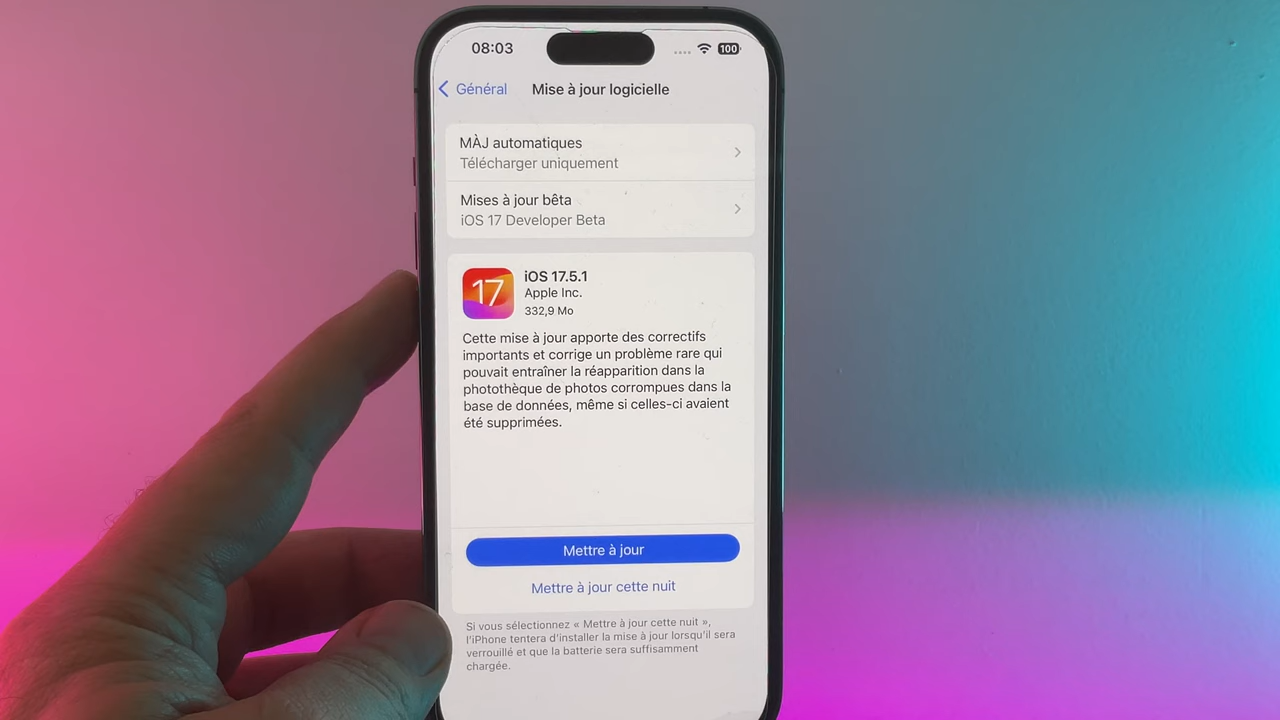 08:03
100
Général
Mise à jour logicielle
MÀJ automatiques
Télécharger uniquement
Mises à jour bêta
iOS 17 Developer Beta
17
iOS 17.5.1
Apple Inc.
332,9 Mo
Cette mise à jour apporte des correctifs
importants et corrige un problème rare qui
pouvait entraîner la réapparition dans la
photothèque de photos corrompues dans la
base de données, même si celles-ci avaient
été supprimées.
Mettre à jour
Mettre à jour cette nuit
Si vous sélectionnez « Mettre à jour cette nuit »,
l'iPhone tentera d'installer la mise à jour lorsqu'il sera
verrouillé et que la batterie sera suffisamment
chargée.